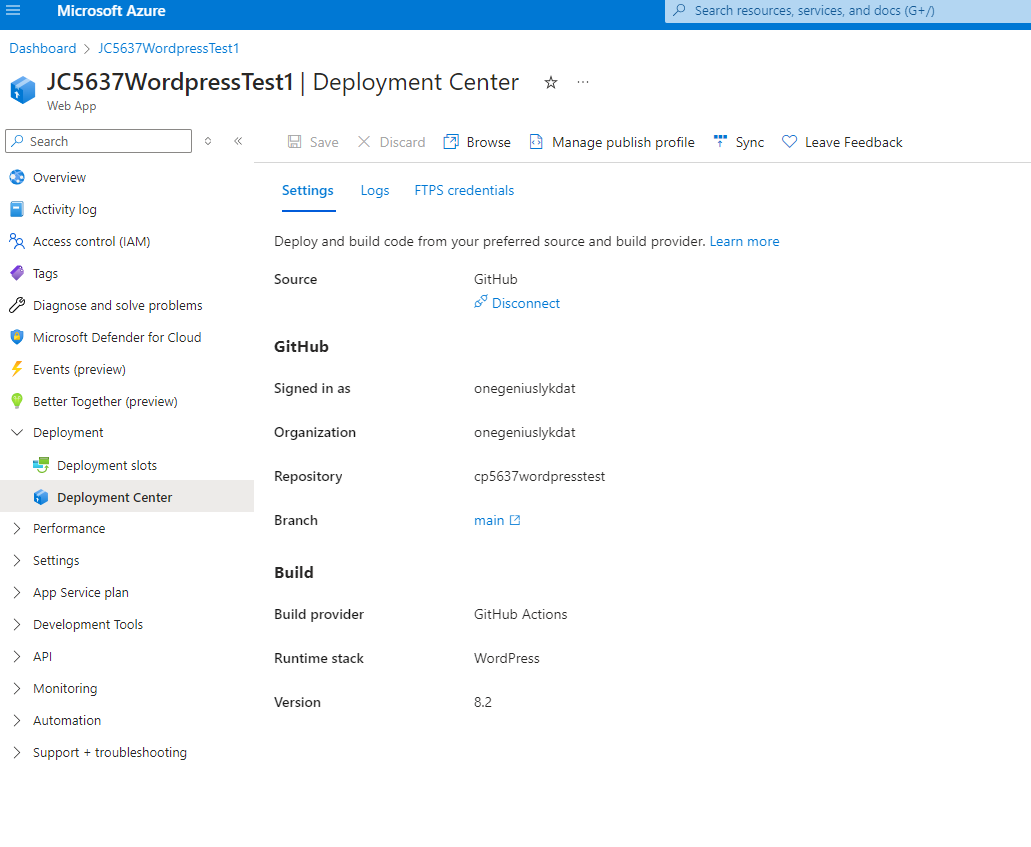 Microsoft Azure
Search resources, services, and docs (G+/)
Dashboard > JC5637WordpressTest1
JC5637WordpressTest1 | Deployment Center
Web App
Search
Save
Discard
Browse
Manage publish profile
Sync
Leave Feedback
Overview
Activity log
Access control (IAM)
Tags
Diagnose and solve problems
Microsoft Defender for Cloud
Events (preview)
Better Together (preview)
Deployment
Deployment slots
Deployment Center
Performance
Settings
App Service plan
Development Tools
API
Monitoring
Automation
Support + troubleshooting
Settings
Logs
FTPS credentials
Deploy and build code from your preferred source and build provider. Learn more
Source GitHub
Disconnect
GitHub
Signed in as onegeniuslykdat
Organization onegeniuslykdat
Repository cp5637wordpresstest
Branch main
Build
Build provider GitHub Actions
Runtime stack WordPress
Version 8.2